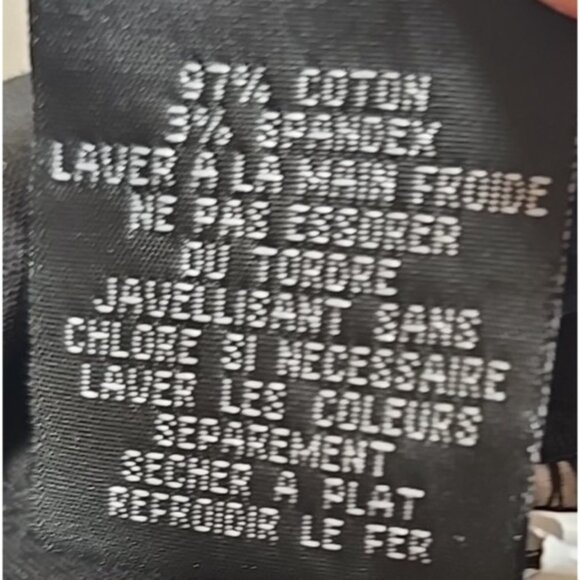 97% COTON
3% SPANDEX
LAVER A LA MAIN FROIDE
NE PAS ESSORER
OU TORDRE
JAVELLISANT SANS
CHLORE SI NECESSAIRE
LAVER LES COLEURS
SEPAREMENT
SECHER A PLAT
REFROIDIR LE FER